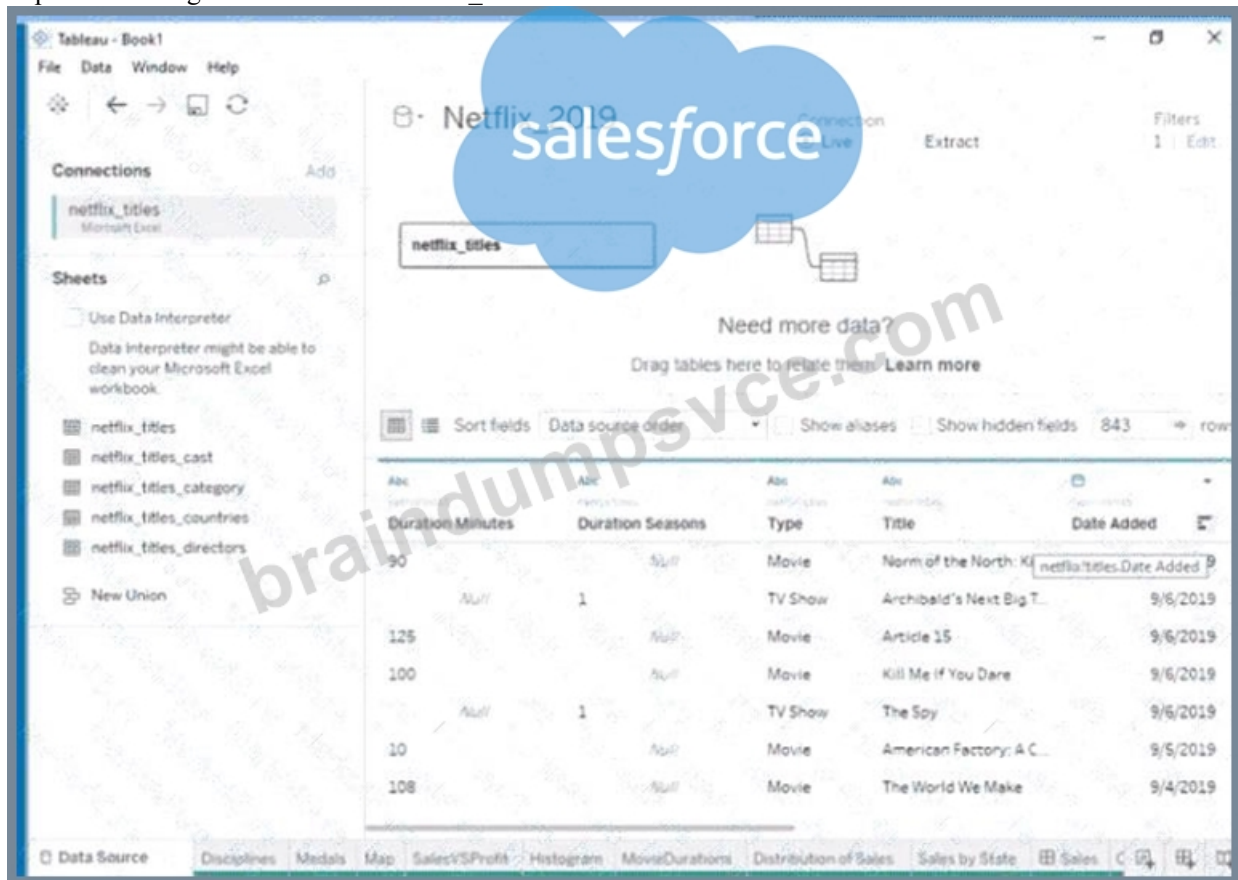 Tableau - Book1
File Data Window Help
Netflix_2019
Connection
Live Extract
Filters
1 Edit.
salesforce
Connections Add
netflix_titles
Microsoft Excel
netflix_titles
Sheets
Use Data Interpreter
Data Interpreter might be able to
clean your Microsoft Excel
workbook.
Need more data?
Drag tables here to relate them. Learn more
netflix_titles
netflix_titles_cast
netflix_titles_category
netflix_titles_countries
netflix_titles_directors
New Union
Sort fields Data source order Show aliases Show hidden fields 843 rows
Abc Abc Abc Abc
Duration Minutes Duration Seasons Type Title Date Added
90 Null Movie Norm of the North: Ki netflix_titles.Date Added 9
Null 1 TV Show Archibald's Next Big T... 9/6/2019
125 Null Movie Article 15 9/6/2019
100 Null Movie Kill Me If You Dare 9/6/2019
Null 1 TV Show The Spy 9/6/2019
10 Null Movie American Factory: A C... 9/5/2019
108 Null Movie The World We Make 9/4/2019
braindumpsvce.com
Data Source Disciplines Medals Map SalesVSProfit Histogram MovieDurations Distribution of Sales Sales by State Sales C